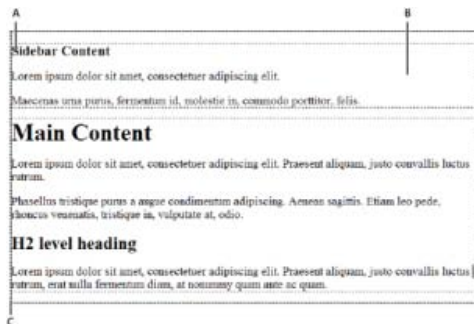 A B
Sidebar Content
Lorem ipsum dolor sit amet, consectetuer adipiscing elit.
Maecenas urna purus, fermentum id, molestie in, commodo porttitor, felis.
Main Content
Lorem ipsum dolor sit amet, consectetuer adipiscing elit. Praesent aliquam, justo convallis luctus
rutrum.
Phasellus tristique purus a augue condimentum adipiscing. Aenean sagittis. Etiam leo pede,
rhoncus venenatis, tristique in, vulputate at, odio.
H2 level heading
Lorem ipsum dolor sit amet, consectetuer adipiscing elit. Praesent aliquam, justo convallis luctus
rutrum, erat nulla fermentum diam, at nonummy quam ante ac quam.
C